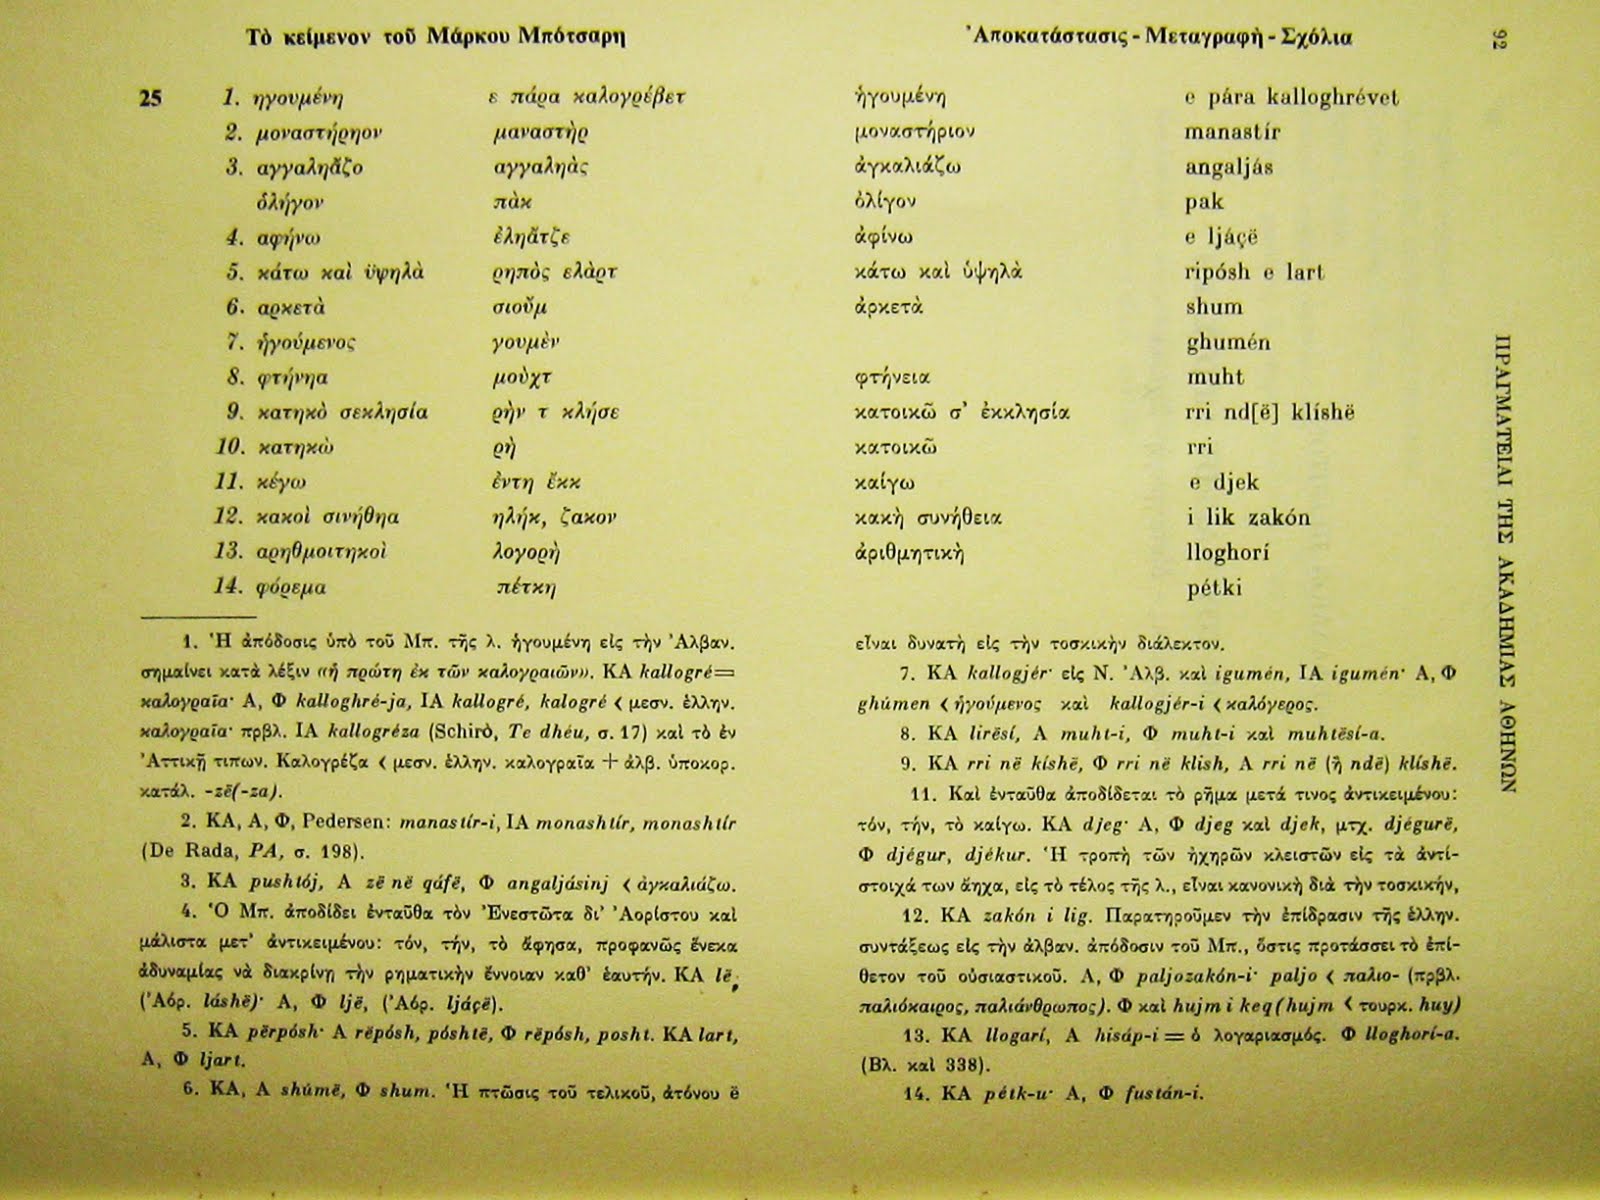 Τὸ κείμενον τοῦ Μάρκου Μπότσαρη
Ἀποκατάστασις - Μεταγραφὴ - Σχόλια
92
25 1. ηγουμένη ε πάρα καλογρέβετ ἡγουμένη e pára kalloghrévet
2. μοναστήρηον μαναστὴρ μοναστήριον manastír
3. αγγαληᾶζο αγγαληὰς ἀγκαλιάζω angaljás
ὁλήγον πὰκ ὀλίγον pak
4. αφήνω ἐληᾶτζε ἀφίνω e ljáçë
5. κάτω καὶ ϋψηλὰ ρηπὸς ελὰρτ κάτω καὶ ὑψηλὰ ripósh e lart
6. αρκετὰ σιοῦμ ἀρκετὰ shum
7. ἡγούμενος γουμὲν ghumén
8. φτήνηα μοὺχτ φτήνεια muht
9. κατηκὸ σεκλησία ρὴν τ κλήσε κατοικῶ σ' ἐκκλησία rri nd[ë] klíshë
10. κατηκὼ ρὴ κατοικῶ rri
11. κέγω ἐντη ἔκκ καίγω e djek
12. κακοὶ σινήθηα ηλήκ, ζακον κακὴ συνήθεια i lik zakón
13. αρηθμοιτηκοὶ λογορὴ ἀριθμητικὴ lloghorí
14. φόρεμα πέτκη pétki
1. Ἡ ἀπόδοσις ὑπὸ τοῦ Μπ. τῆς λ. ἡγουμένη εἰς τὴν Ἀλβαν.
σημαίνει κατὰ λέξιν «ἡ πρώτη ἐκ τῶν καλογραιῶν». ΚΑ kallogré=
καλογραῖα· Α, Φ kalloghré-ja, ΙΑ kallogré, kalogré < μεσν. ἑλλην.
καλογραῖα· πρβλ. ΙΑ kallogréza (Schirò, Te dhéu, σ. 17) καὶ τὸ ἐν
Ἀττικῇ τιπων. Καλογρέζα < μεσν. ἑλλην. καλογραῖα + ἀλβ. ὑποκορ.
κατάλ. -zë(-za).
2. ΚΑ, Α, Φ, Pedersen: manastír-i, ΙΑ monashtír, monashtír
(De Rada, PA, σ. 198).
3. ΚΑ pushtój, Α zë në qáfë, Φ angaljásinj < ἀγκαλιάζω.
4. Ὁ Μπ. ἀποδίδει ἐνταῦθα τὸν Ἐνεστῶτα δι' Ἀορίστου καὶ
μάλιστα μετ' ἀντικειμένου: τόν, τήν, τὸ ἄφησα, προφανῶς ἕνεκα
ἀδυναμίας νὰ διακρίνῃ τὴν ρηματικὴν ἔννοιαν καθ' ἑαυτήν. ΚΑ lë,
(Ἀόρ. láshë)· Α, Φ ljë, (Ἀόρ. ljáçë).
5. ΚΑ përpósh· Α rëpósh, póshtë, Φ rëpósh, posht. ΚΑ lart,
Α, Φ ljart.
6. ΚΑ, Α shúmë, Φ shum. Ἡ πτῶσις τοῦ τελικοῦ, ἀτόνου ë
εἶναι δυνατὴ εἰς τὴν τοσκικὴν διάλεκτον.
7. ΚΑ kallogjér· εἰς Ν. Ἀλβ. καὶ igumén, ΙΑ igumén· Α, Φ
ghúmen < ἡγούμενος καὶ kallogjér-i < καλόγερος.
8. ΚΑ lirësí, Α muht-i, Φ muht-i καὶ muhtësí-a.
9. ΚΑ rri në kíshë, Φ rri në klish, Α rri në (ἢ ndë) klíshë.
11. Καὶ ἐνταῦθα ἀποδίδεται τὸ ρῆμα μετά τινος ἀντικειμένου:
τόν, τήν, τὸ καίγω. ΚΑ djeg· Α, Φ djeg καὶ djek, μτχ. djégurë,
Φ djégur, djékur. Ἡ τροπὴ τῶν ἠχηρῶν κλειστῶν εἰς τὰ ἀντί-
στοιχά των ἄηχα, εἰς τὸ τέλος τῆς λ., εἶναι κανονικὴ διὰ τὴν τοσκικήν,
12. ΚΑ zakón i lig. Παρατηροῦμεν τὴν ἐπίδρασιν τῆς ἑλλην.
συντάξεως εἰς τὴν ἀλβαν. ἀπόδοσιν τοῦ Μπ., ὅστις προτάσσει τὸ ἐπί-
θετον τοῦ οὐσιαστικοῦ. Α, Φ paljozakón-i· paljo < παλιο- (πρβλ.
παλιόκαιρος, παλιάνθρωπος). Φ καὶ hujm i keq (hujm < τουρκ. huy)
13. ΚΑ llogarí, Α hisáp-i = ὁ λογαριασμός. Φ lloghorí-a.
(Βλ. καὶ 338).
14. ΚΑ pétk-u· Α, Φ fustán-i.
ΠΡΑΓΜΑΤΕΙΑΙ ΤΗΣ ΑΚΑΔΗΜΙΑΣ ΑΘΗΝΩΝ